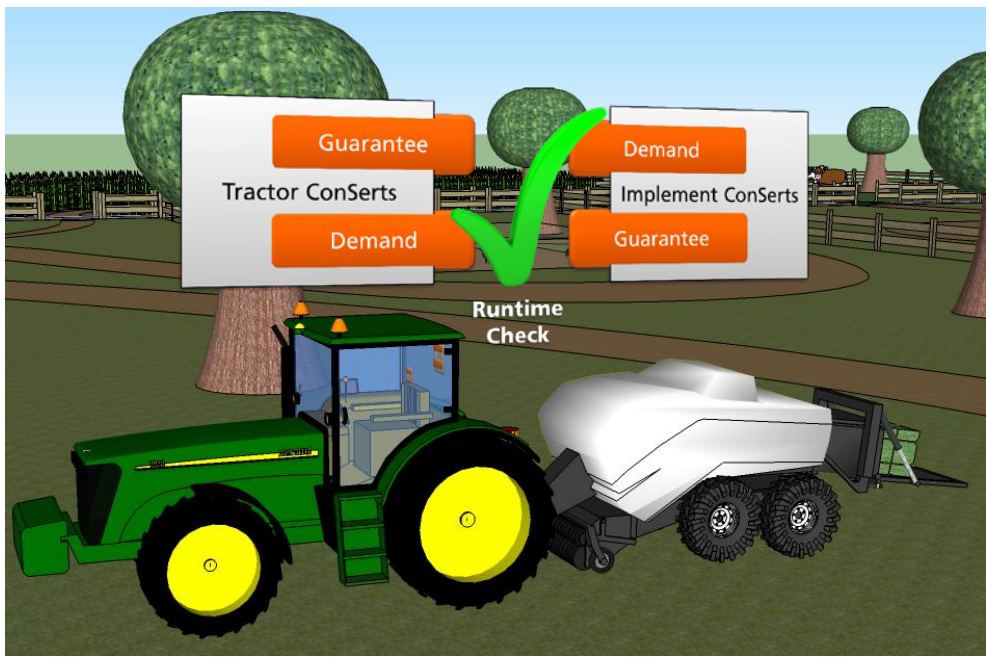 Guarantee
Tractor ConSerts
Demand
Demand
Implement ConSerts
Guarantee
Runtime
Check